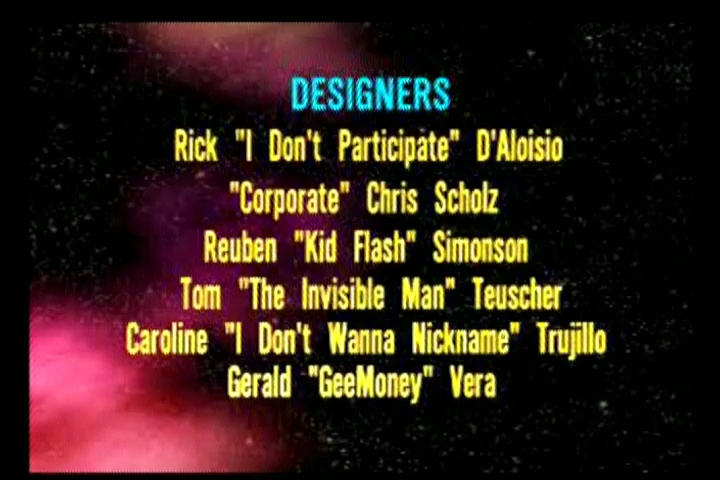 DESIGNERS
Rick "I Don't Participate" D'Aloisio
"Corporate" Chris Scholz
Reuben "Kid Flash" Simonson
Tom "The Invisible Man" Teuscher
Caroline "I Don't Wanna Nickname" Trujillo
Gerald "GeeMoney" Vera